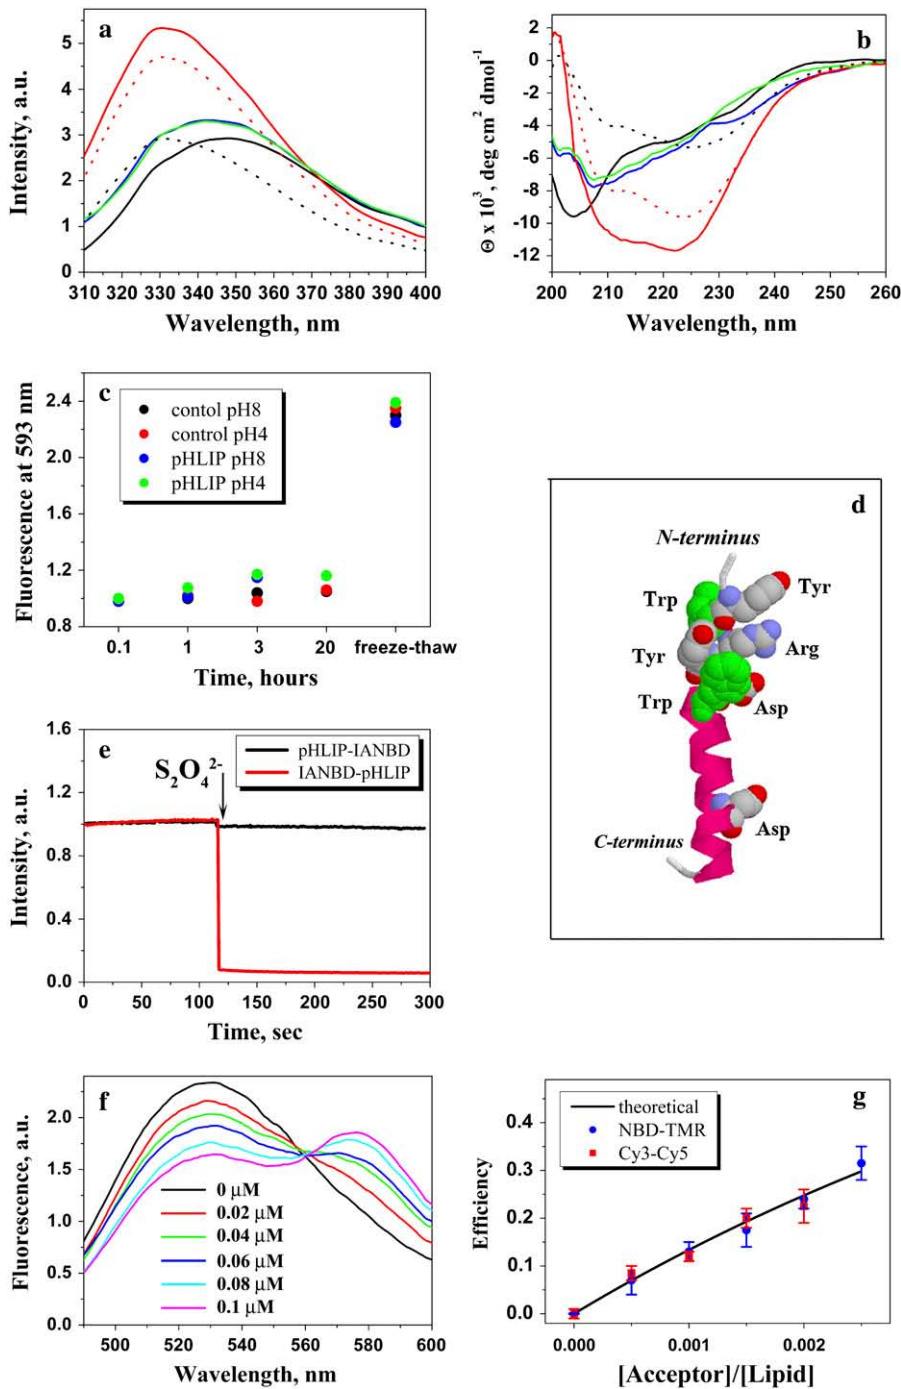 a
5
4
3
2
1
0
310 320 330 340 350 360 370 380 390 400
Intensity, a.u.
Wavelength, nm
b
2
0
-2
-4
-6
-8
-10
-12
200 210 220 230 240 250 260
Θ x 10³, deg cm² dmol⁻¹
Wavelength, nm
c
contol pH8
control pH4
pHLIP pH8
pHLIP pH4
2.4
2.0
1.6
1.2
0.8
0.1 1 3 20 freeze-thaw
Fluorescence at 593 nm
Time, hours
d
N-terminus
Trp
Tyr
Tyr
Arg
Trp
Asp
Asp
C-terminus
e
pHLIP-IANBD
IANBD-pHLIP
S₂O₄²⁻
1.6
1.2
0.8
0.4
0.0
0 50 100 150 200 250 300
Intensity, a.u.
Time, sec
f
0 μM
0.02 μM
0.04 μM
0.06 μM
0.08 μM
0.1 μM
2.0
1.5
1.0
0.5
0.0
500 520 540 560 580 600
Fluorescence, a.u.
Wavelength, nm
g
theoretical
NBD-TMR
Cy3-Cy5
0.4
0.3
0.2
0.1
0.0
0.000 0.001 0.002
Efficiency
[Acceptor]/[Lipid]